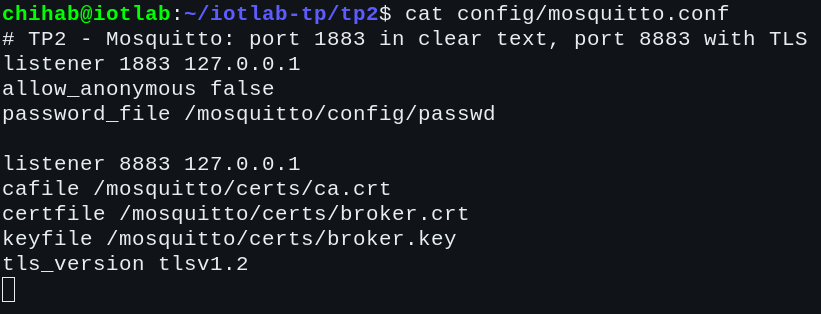 chihab@iotlab:~/iotlab-tp/tp2$ cat config/mosquitto.conf
# TP2 - Mosquitto: port 1883 in clear text, port 8883 with TLS
listener 1883 127.0.0.1
allow_anonymous false
password_file /mosquitto/config/passwd

listener 8883 127.0.0.1
cafile /mosquitto/certs/ca.crt
certfile /mosquitto/certs/broker.crt
keyfile /mosquitto/certs/broker.key
tls_version tlsv1.2